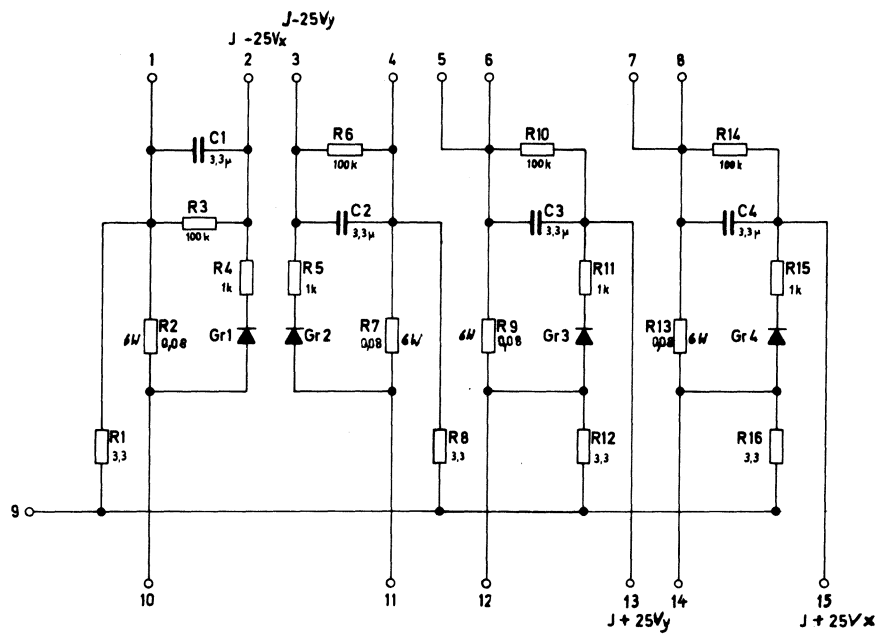 J-25Vy
J -25Vx
1 2 3 4 5 6 7 8
C1 R6 R10 R14
3,3µ 100k 100k 100k
R3 C2 C3 C4
100k 3,3µ 3,3µ 3,3µ
R4 R5 R11 R15
1k 1k 1k 1k
6W R2 Gr1 Gr2 R7 6W 6W R9 Gr3 R13 6W Gr4
0,08 0,08 0,08 0,08
R1 R8 R12 R16
3,3 3,3 3,3 3,3
9
10 11 12 13 14 15
J + 25Vy J + 25Vx